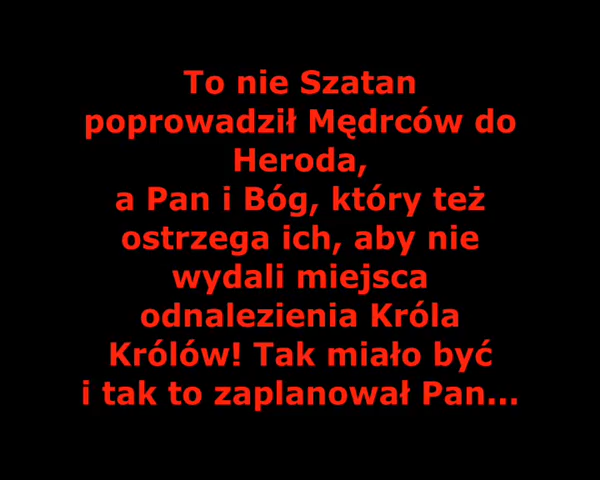 To nie Szatan
poprowadził Mędrców do
Heroda,
a Pan i Bóg, który też
ostrzega ich, aby nie
wydali miejsca
odnalezienia Króla
Królów! Tak miało być
i tak to zaplanował Pan...